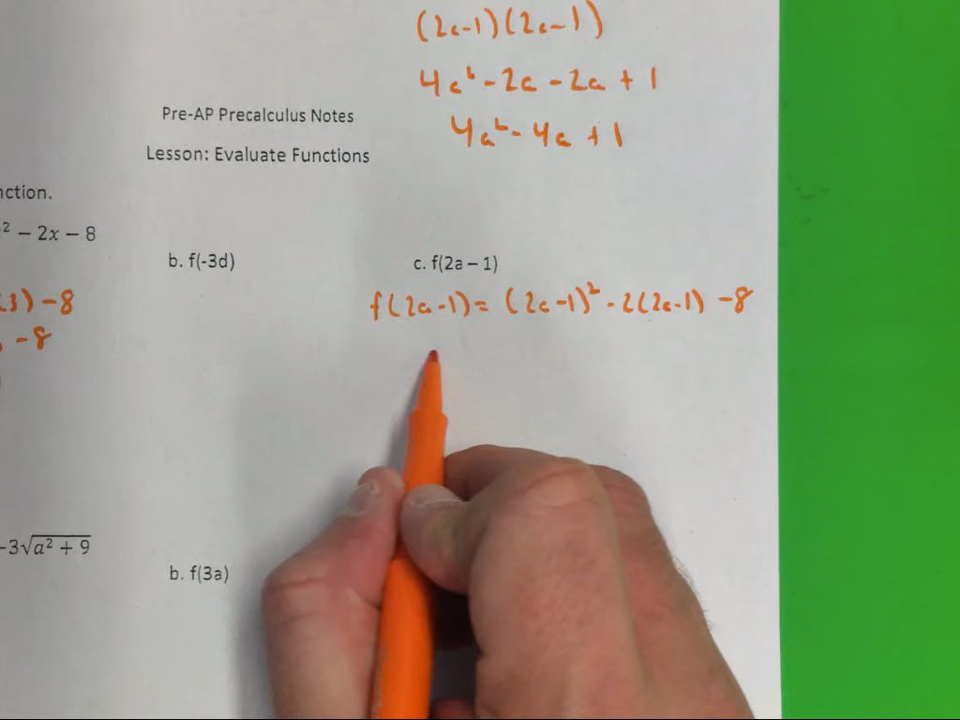 (2a-1)(2a-1)
4a² - 2a - 2a + 1
4a² - 4a + 1
Pre-AP Precalculus Notes
Lesson: Evaluate Functions
nction.
² − 2x − 8
b. f(-3d)
c. f(2a – 1)
3) -8
f(2a-1) = (2a-1)² - 2(2a-1) -8
-8
-3√a² + 9
b. f(3a)